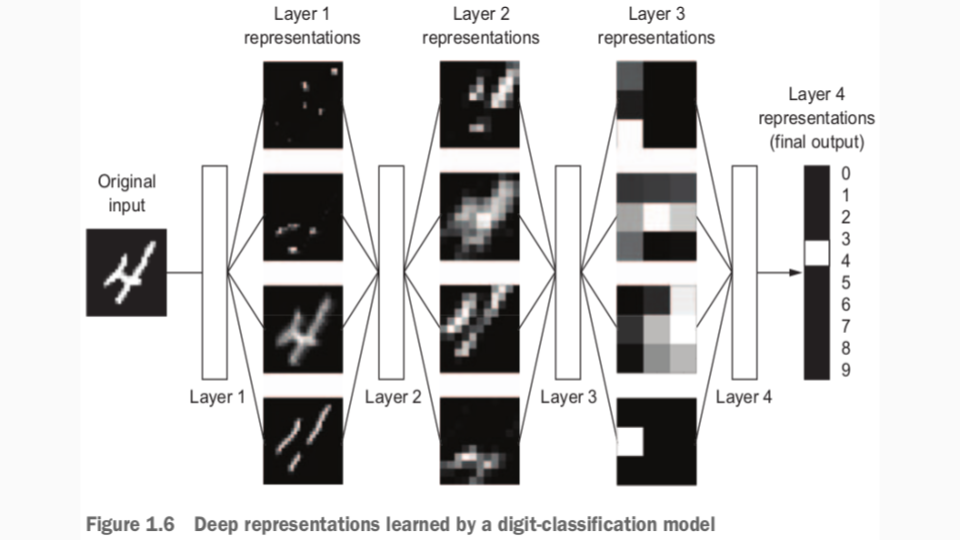 Layer 1
representations
Layer 2
representations
Layer 3
representations
Layer 4
representations
(final output)
Original
input
0
1
2
3
4
5
6
7
8
9
Layer 1
Layer 2
Layer 3
Layer 4
Figure 1.6 Deep representations learned by a digit-classification model